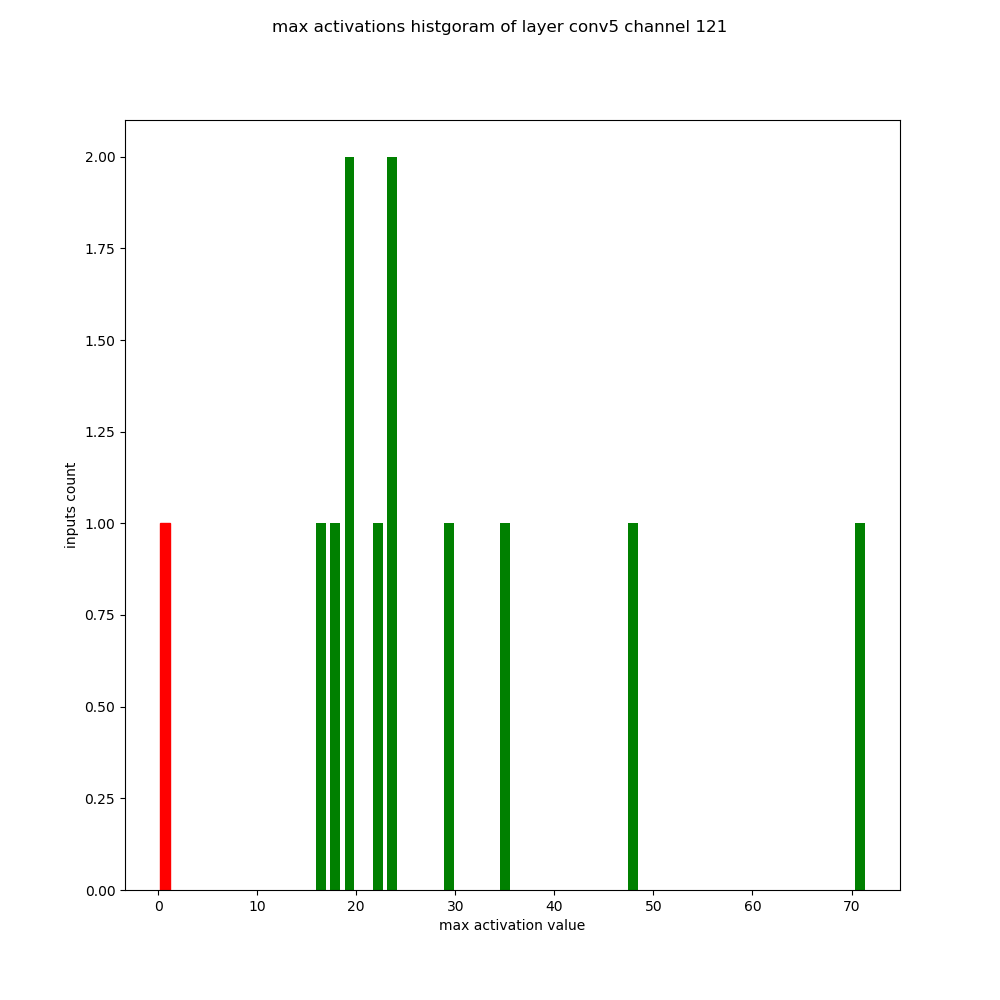 max activations histgoram of layer conv5 channel 121
2.00
1.75
1.50
1.25
1.00
0.75
0.50
0.25
0.00
inputs count
0 10 20 30 40 50 60 70
max activation value